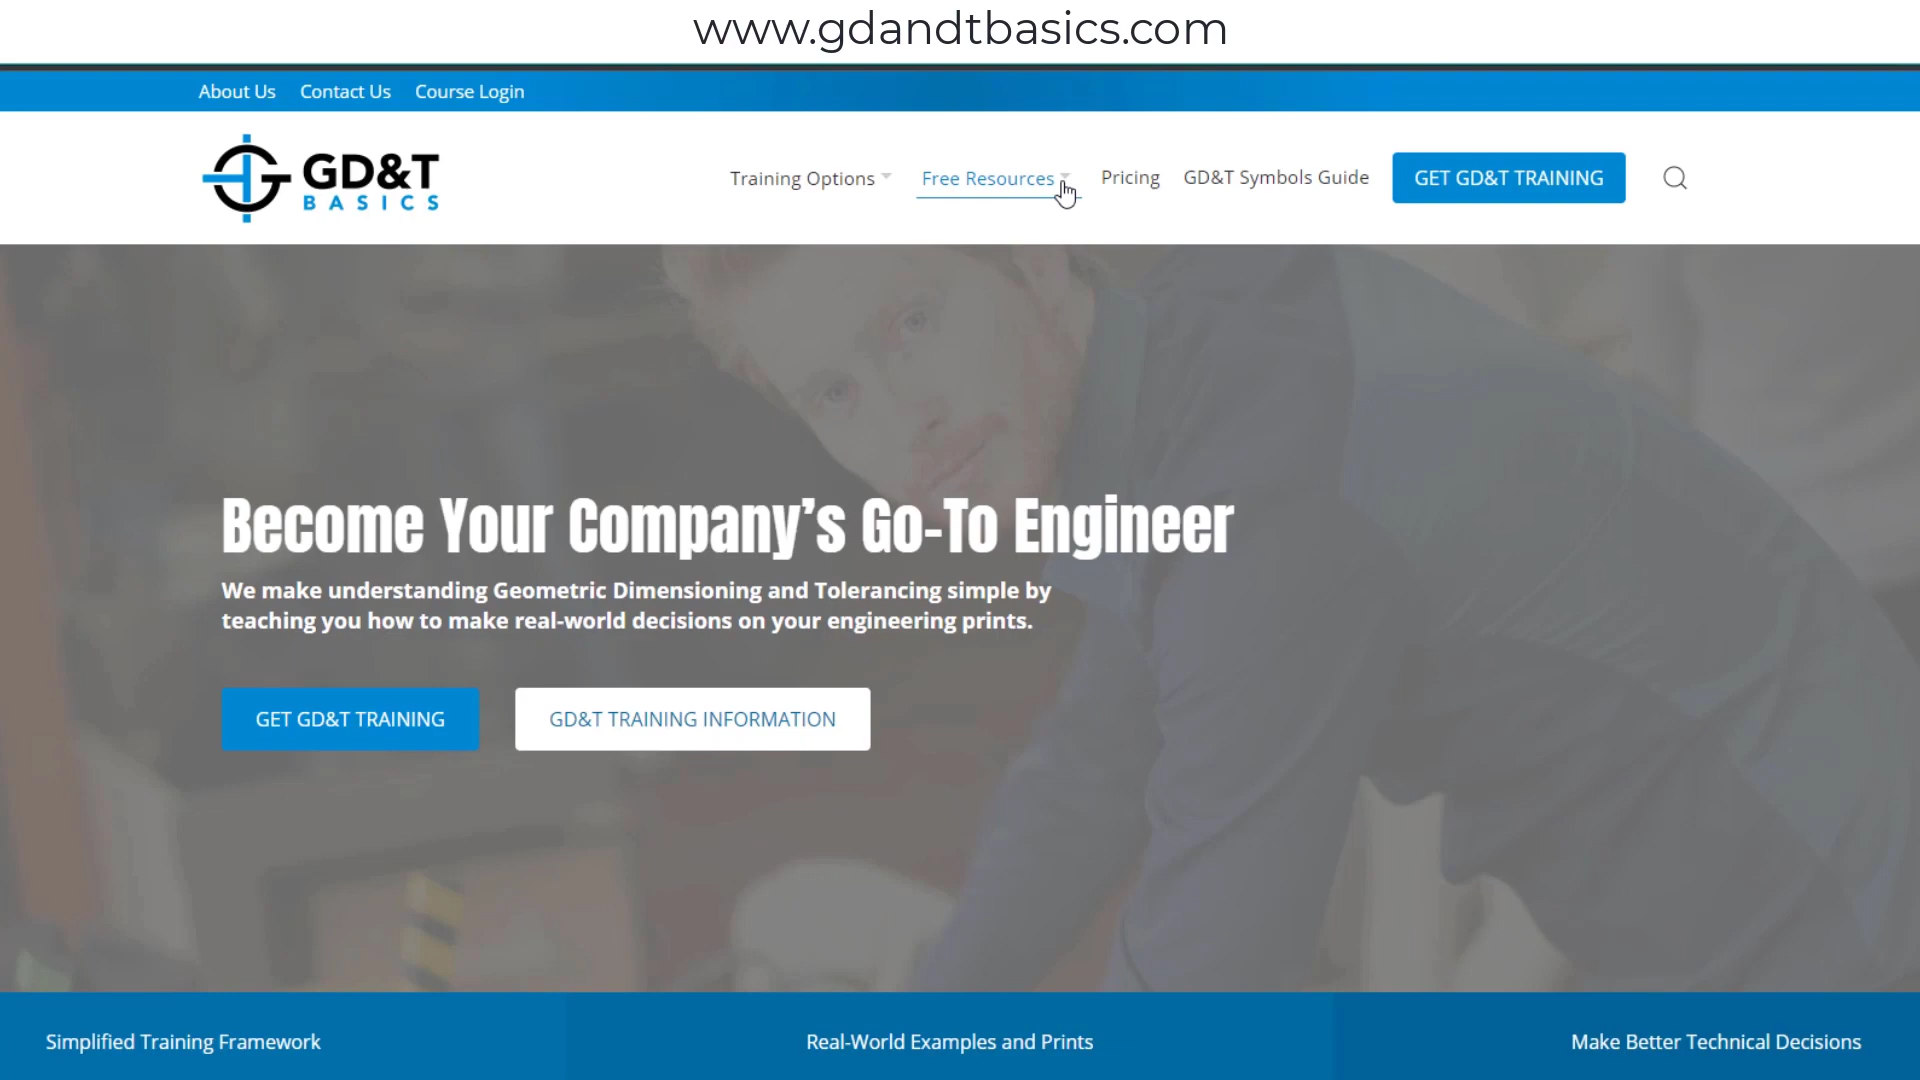 www.gdandtbasics.com
About Us Contact Us Course Login
GD&T
BASICS
Training Options Free Resources Pricing GD&T Symbols Guide GET GD&T TRAINING
Become Your Company’s Go-To Engineer
We make understanding Geometric Dimensioning and Tolerancing simple by
teaching you how to make real-world decisions on your engineering prints.
GET GD&T TRAINING GD&T TRAINING INFORMATION
Simplified Training Framework Real-World Examples and Prints Make Better Technical Decisions